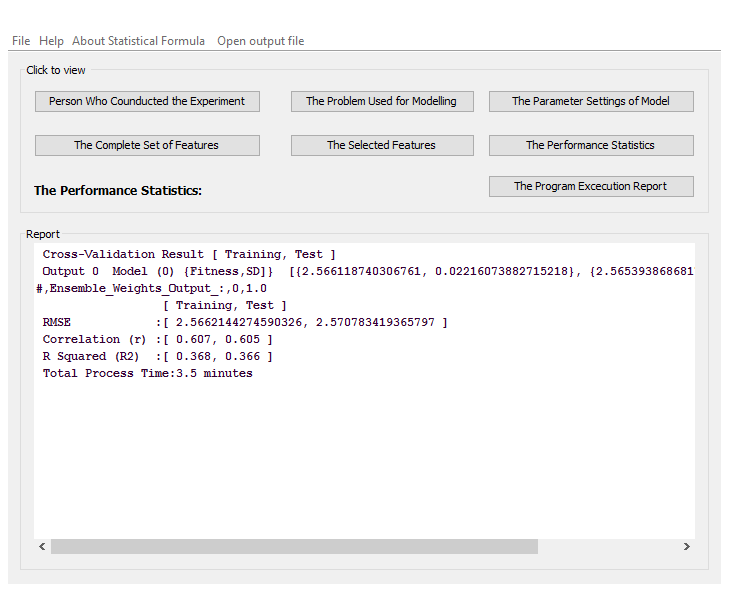 File Help About Statistical Formula Open output file
Click to view
Person Who Counducted the Experiment The Problem Used for Modelling The Parameter Settings of Model
The Complete Set of Features The Selected Features The Performance Statistics
The Performance Statistics: The Program Excecution Report
Report
Cross-Validation Result [ Training, Test ]
Output 0 Model (0) {Fitness,SD]} [{2.566118740306761, 0.02216073882715218}, {2.565393868681
#,Ensemble_Weights_Output_:,0,1.0
[ Training, Test ]
RMSE :[ 2.5662144274590326, 2.570783419365797 ]
Correlation (r) :[ 0.607, 0.605 ]
R Squared (R2) :[ 0.368, 0.366 ]
Total Process Time:3.5 minutes